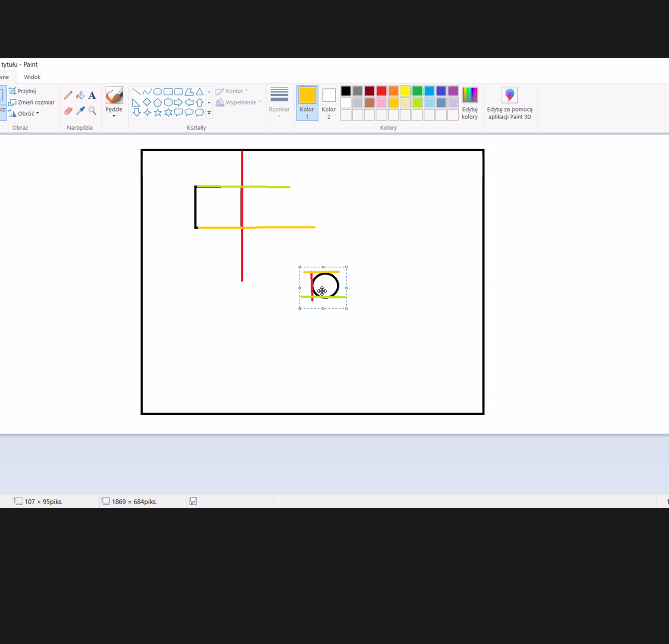 tytułu - Paint
wne Widok
Przytnij
Zmień rozmiar
Obróć
Obraz
A
Narzędzia
Pędzle
Kontur
Wypełnienie
Kształty
Rozmiar
Kolor
1
Kolor
2
Edytuj
kolory
Kolory
Edytuj za pomocą
aplikacji Paint 3D
107 × 95piks.
1869 × 684piks.
1